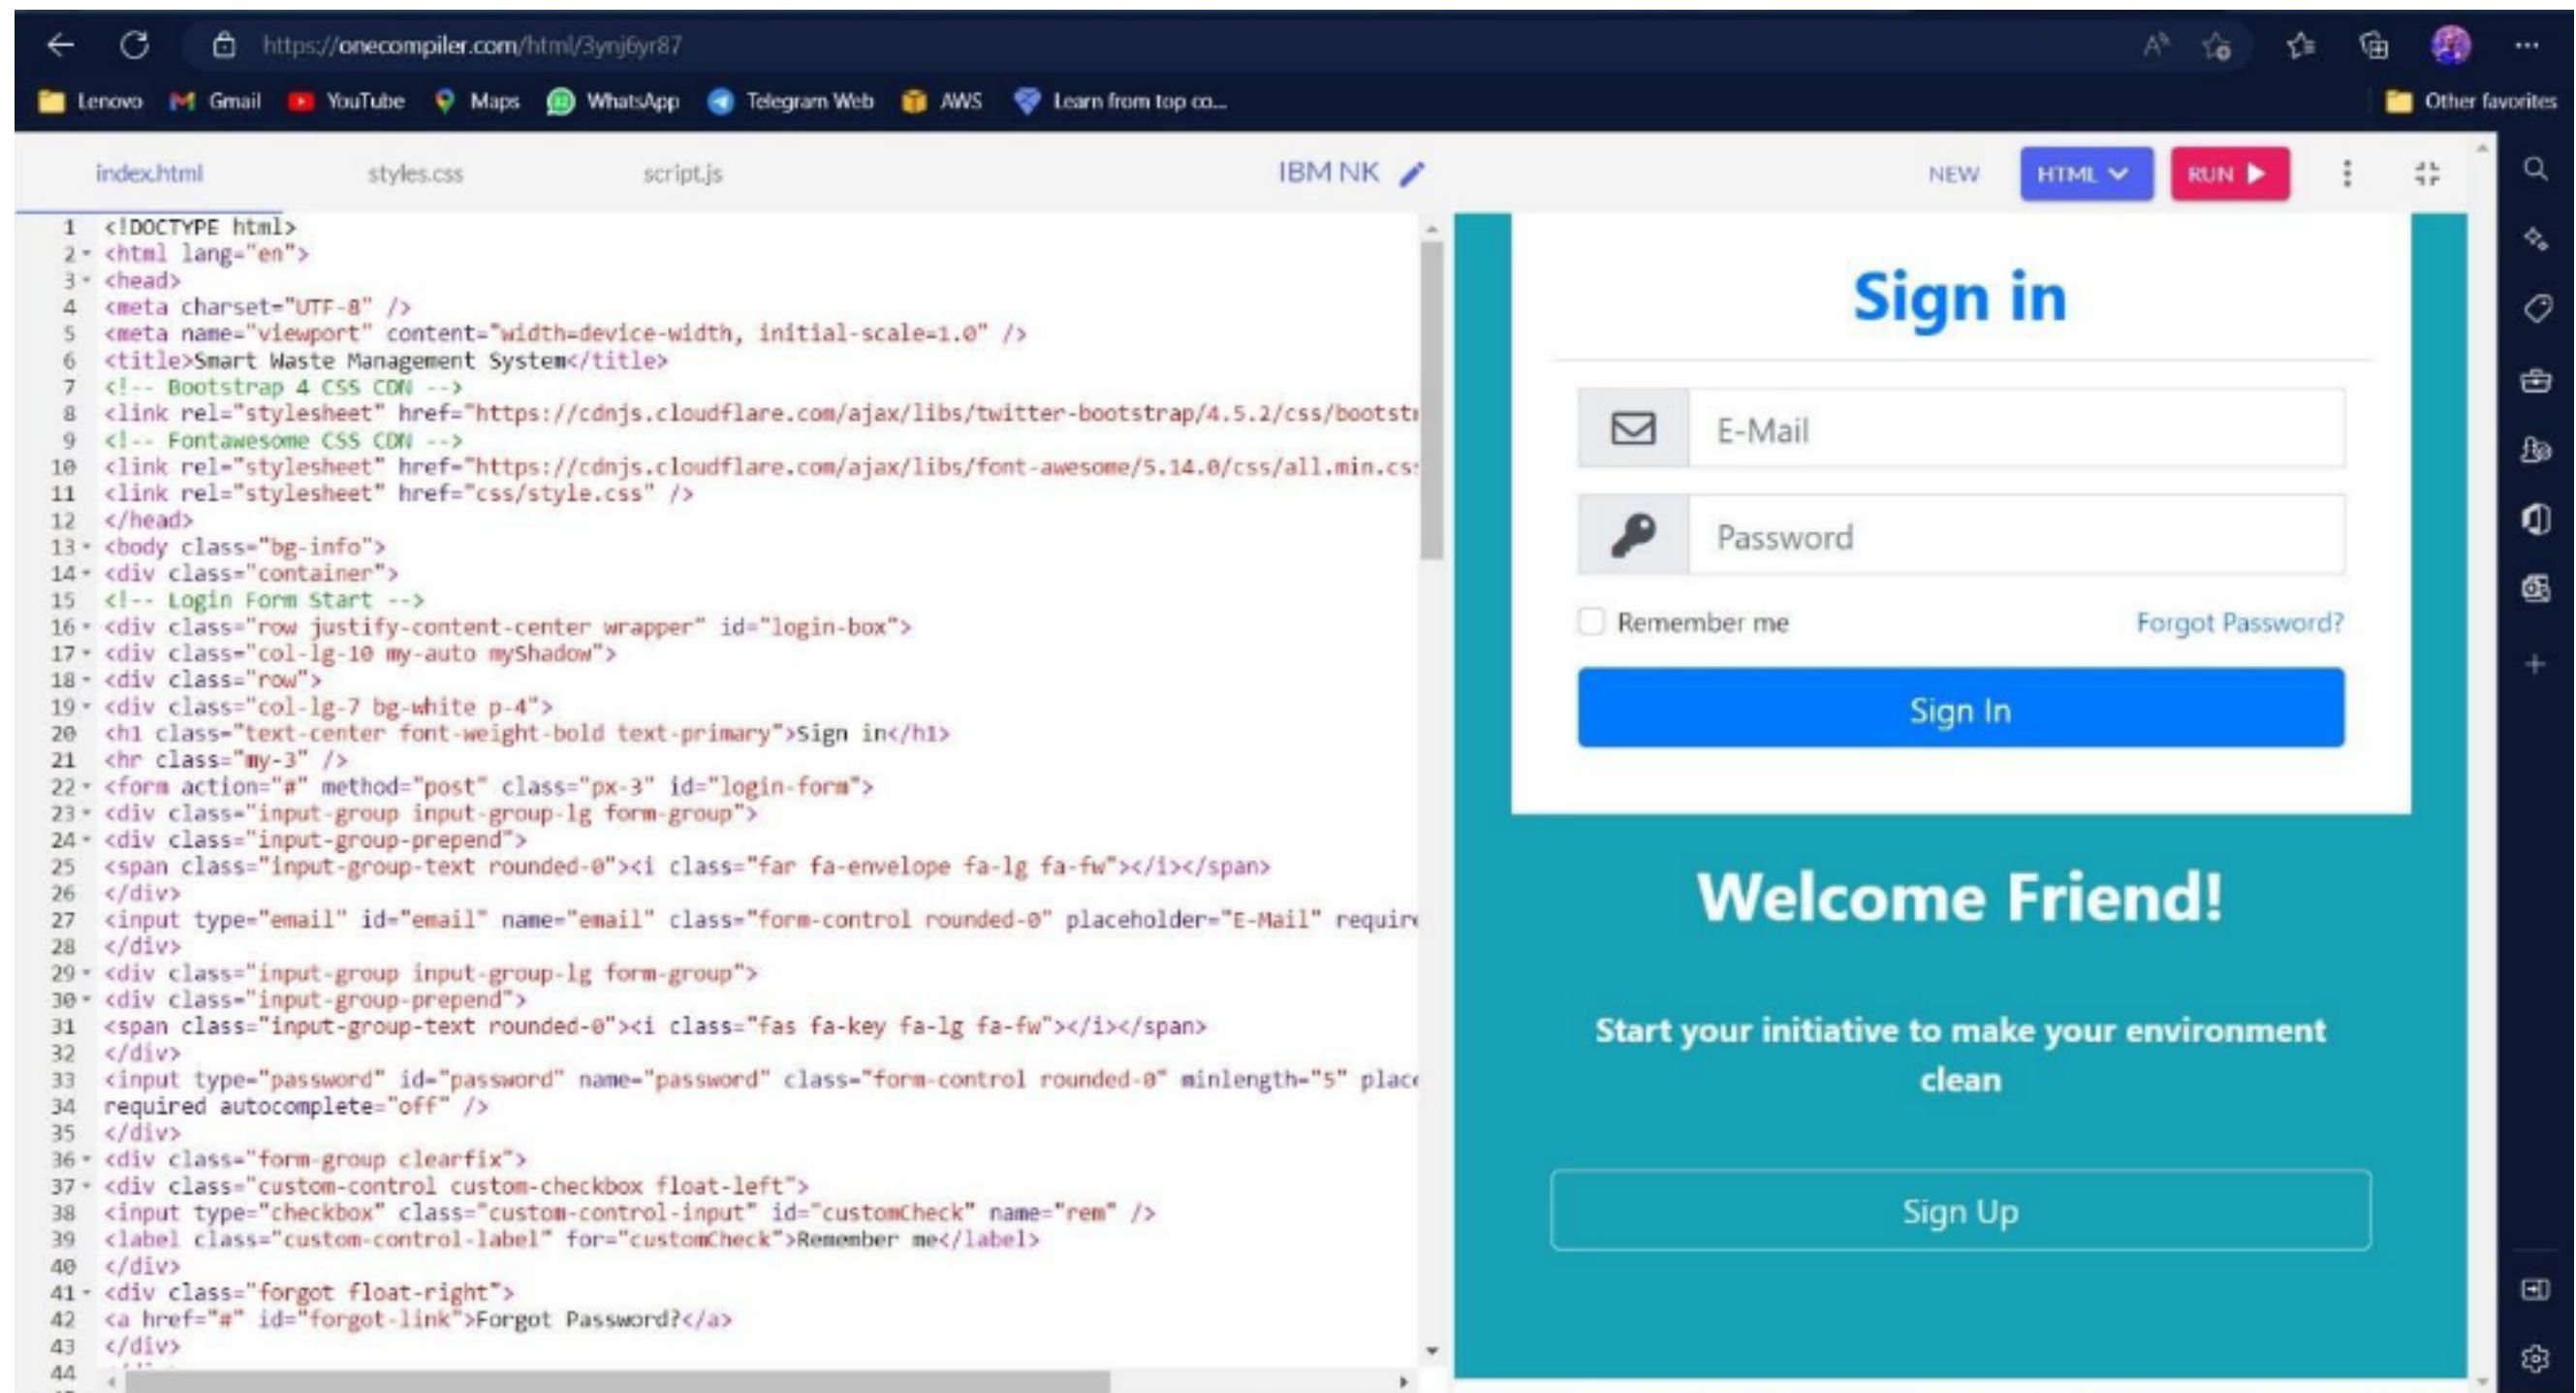 https://onecompiler.com/html/3ynj6yr87
Lenovo Gmail YouTube Maps WhatsApp Telegram Web AWS Learn from top co... Other favorites
index.html styles.css script.js IBM NK NEW HTML RUN
1 <!DOCTYPE html>
2 <html lang="en">
3 <head>
4 <meta charset="UTF-8" />
5 <meta name="viewport" content="width=device-width, initial-scale=1.0" />
6 <title>Smart Waste Management System</title>
7 <!-- Bootstrap 4 CSS CDN -->
8 <link rel="stylesheet" href="https://cdnjs.cloudflare.com/ajax/libs/twitter-bootstrap/4.5.2/css/bootst
9 <!-- Fontawesome CSS CDN -->
10 <link rel="stylesheet" href="https://cdnjs.cloudflare.com/ajax/libs/font-awesome/5.14.0/css/all.min.cs
11 <link rel="stylesheet" href="css/style.css" />
12 </head>
13 <body class="bg-info">
14 <div class="container">
15 <!-- Login Form Start -->
16 <div class="row justify-content-center wrapper" id="login-box">
17 <div class="col-lg-10 my-auto myShadow">
18 <div class="row">
19 <div class="col-lg-7 bg-white p-4">
20 <h1 class="text-center font-weight-bold text-primary">Sign in</h1>
21 <hr class="my-3" />
22 <form action="#" method="post" class="px-3" id="login-form">
23 <div class="input-group input-group-lg form-group">
24 <div class="input-group-prepend">
25 <span class="input-group-text rounded-0"><i class="far fa-envelope fa-lg fa-fw"></i></span>
26 </div>
27 <input type="email" id="email" name="email" class="form-control rounded-0" placeholder="E-Mail" requir
28 </div>
29 <div class="input-group input-group-lg form-group">
30 <div class="input-group-prepend">
31 <span class="input-group-text rounded-0"><i class="fas fa-key fa-lg fa-fw"></i></span>
32 </div>
33 <input type="password" id="password" name="password" class="form-control rounded-0" minlength="5" plac
34 required autocomplete="off" />
35 </div>
36 <div class="form-group clearfix">
37 <div class="custom-control custom-checkbox float-left">
38 <input type="checkbox" class="custom-control-input" id="customCheck" name="rem" />
39 <label class="custom-control-label" for="customCheck">Remember me</label>
40 </div>
41 <div class="forgot float-right">
42 <a href="#" id="forgot-link">Forgot Password?</a>
43 </div>
44
Sign in
E-Mail
Password
Remember me Forgot Password?
Sign In
Welcome Friend!
Start your initiative to make your environment
clean
Sign Up